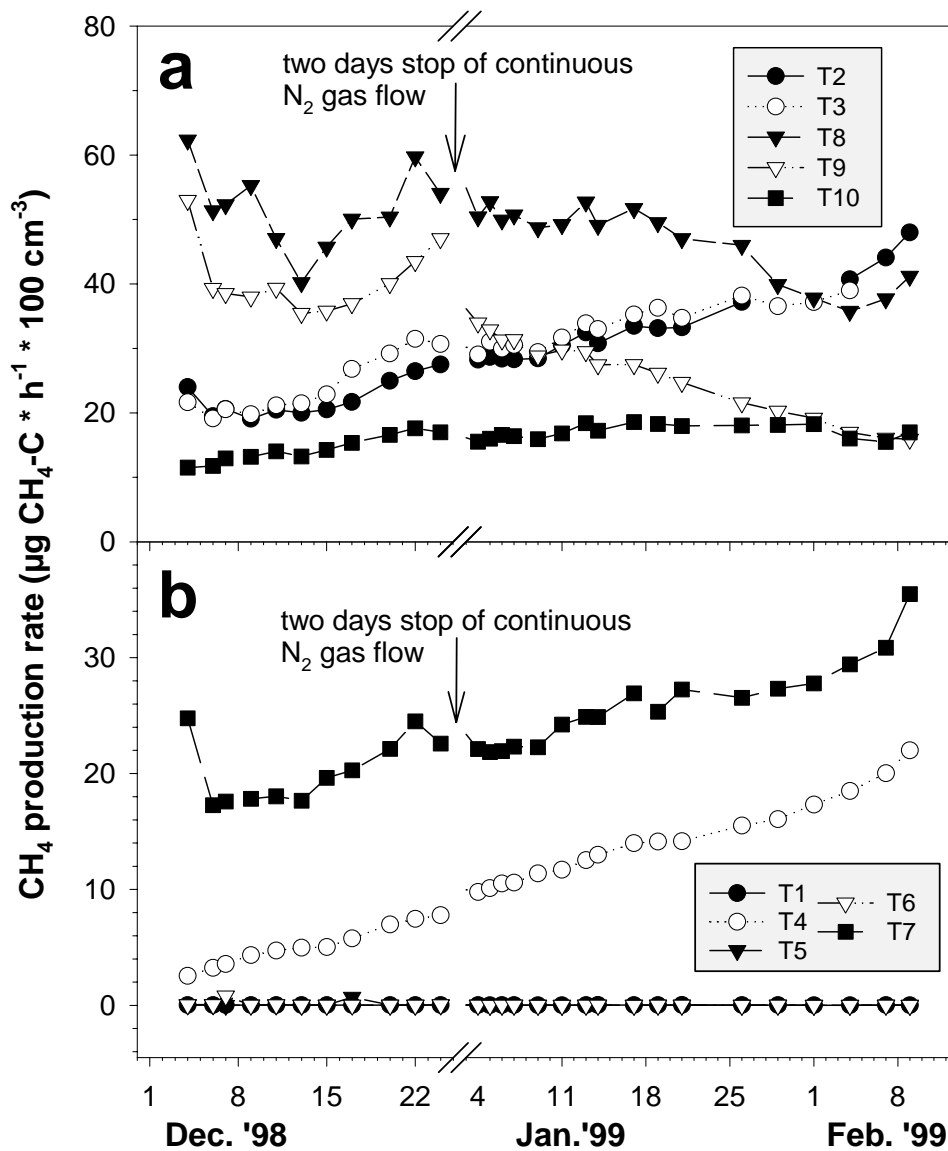 CH₄ production rate (µg CH₄-C * h⁻¹ * 100 cm⁻³)
a
two days stop of continuous
N₂ gas flow
T2
T3
T8
T9
T10
80
60
40
20
0
b
two days stop of continuous
N₂ gas flow
T1
T4
T5
T6
T7
30
20
10
0
1 8 15 22 4 11 18 25 1 8
Dec. '98 Jan.'99 Feb. '99